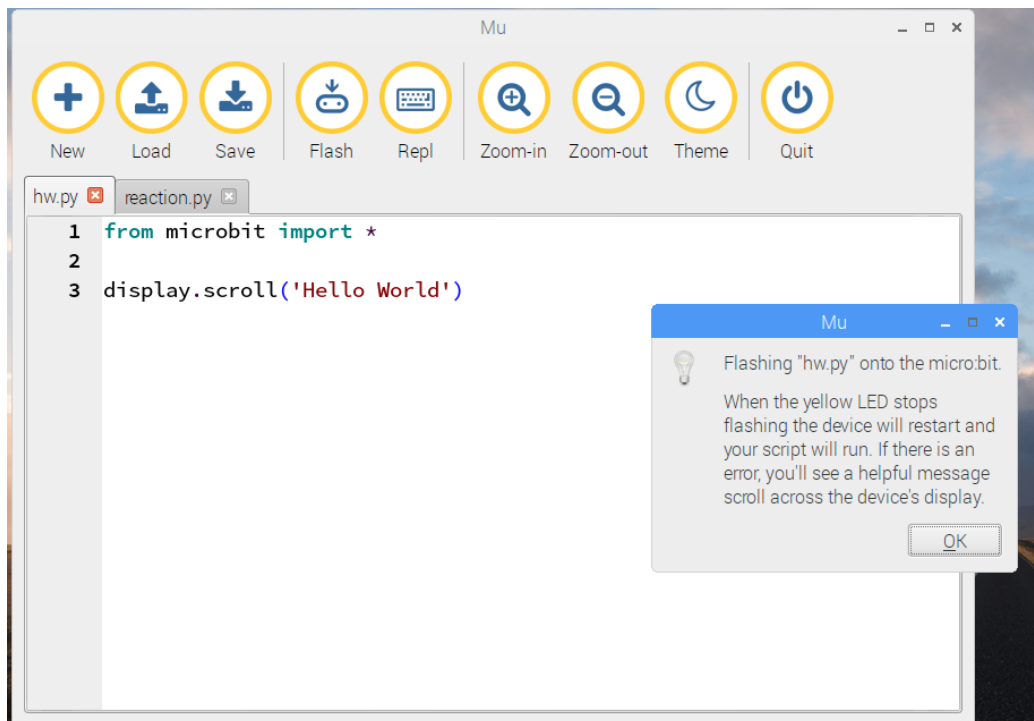 Mu
New Load Save Flash Repl Zoom-in Zoom-out Theme Quit
hw.py reaction.py
1 from microbit import *
2
3 display.scroll('Hello World')
Mu
Flashing "hw.py" onto the micro:bit.
When the yellow LED stops
flashing the device will restart and
your script will run. If there is an
error, you'll see a helpful message
scroll across the device's display.
OK